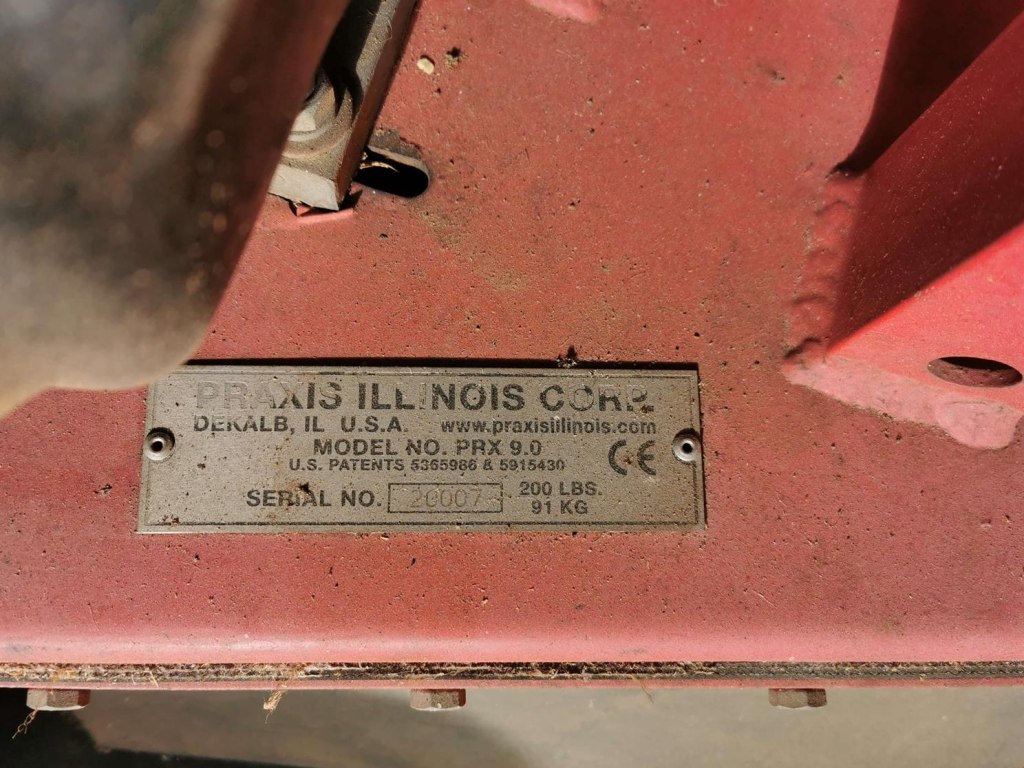 PRAXIS ILLINOIS CORP.
DEKALB, IL U.S.A. www.praxisillinois.com
MODEL NO. PRX 9.0
U.S. PATENTS 5365986 & 5915430
CE
SERIAL NO. 20007 200 LBS.
91 KG